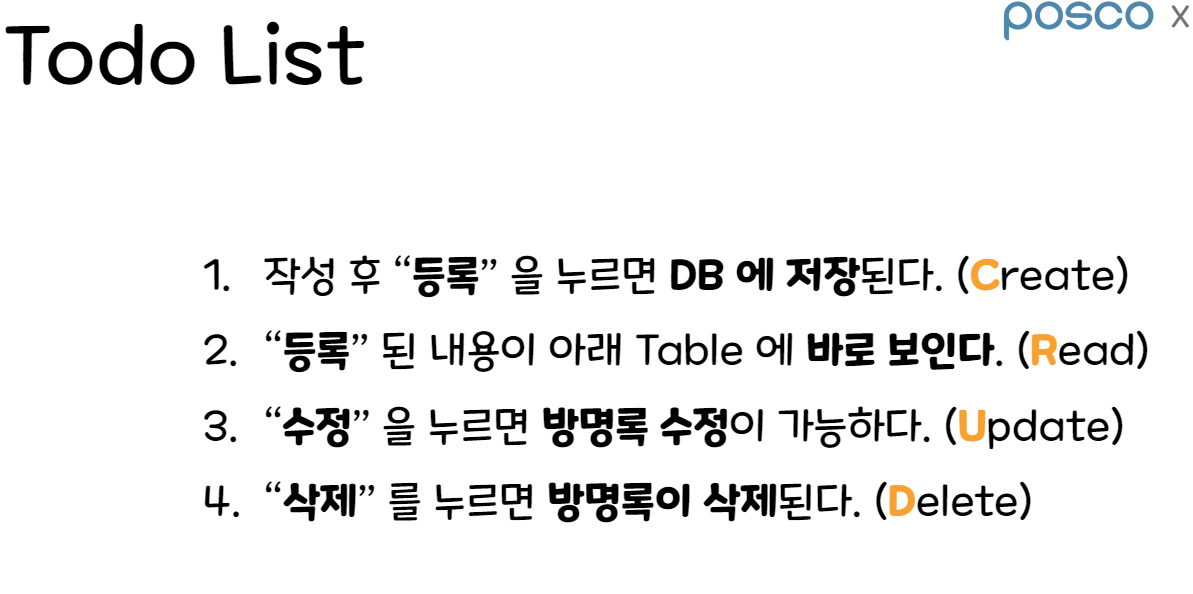 posco x
Todo List
1. 작성 후 “등록” 을 누르면 DB 에 저장된다. (Create)
2. “등록” 된 내용이 아래 Table 에 바로 보인다. (Read)
3. “수정” 을 누르면 방명록 수정이 가능하다. (Update)
4. “삭제” 를 누르면 방명록이 삭제된다. (Delete)